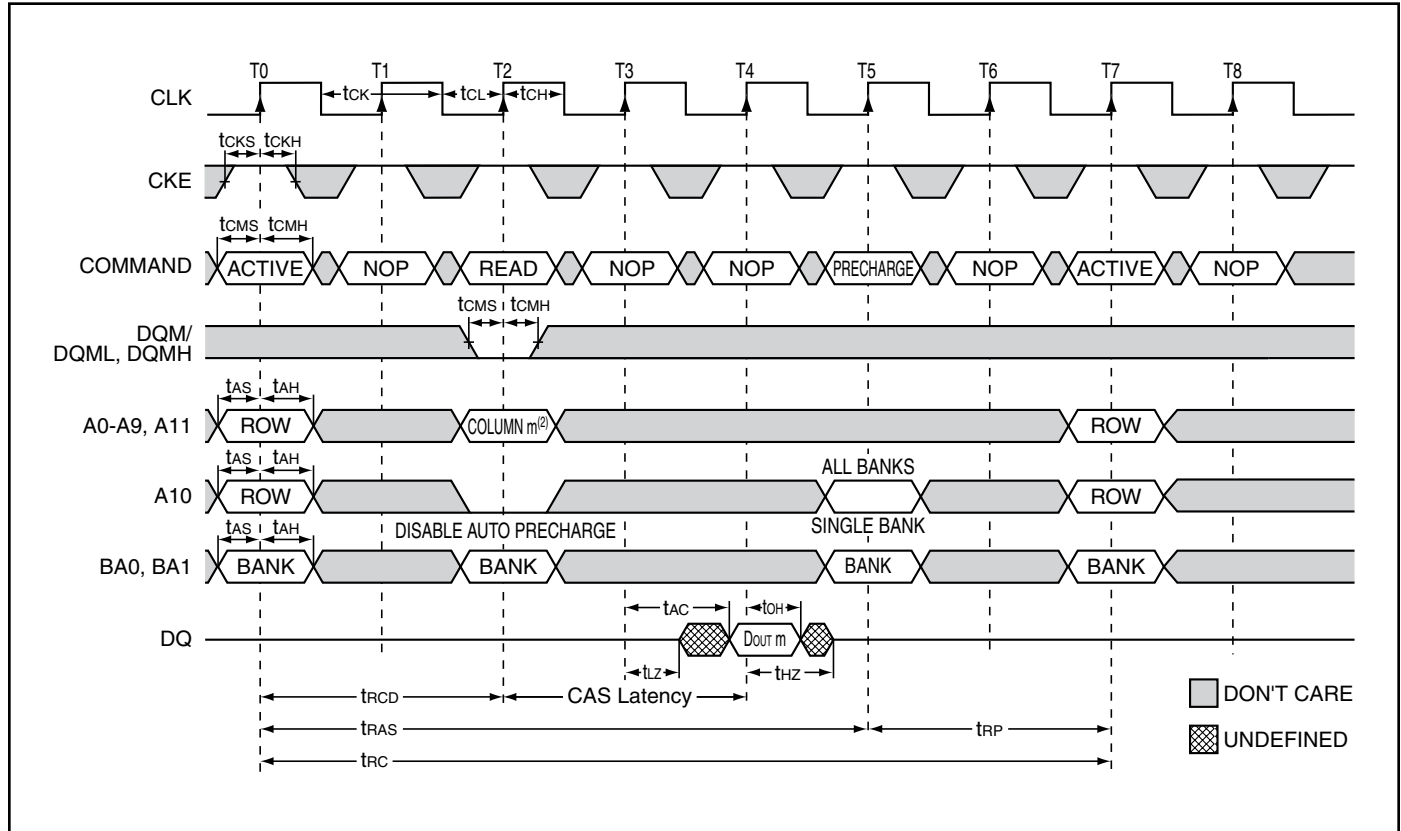 T0 T1 T2 T3 T4 T5 T6 T7 T8
CLK
tCK tCL tCH
tCKS tCKH
CKE
tCMS tCMH
COMMAND ACTIVE NOP READ NOP NOP PRECHARGE NOP ACTIVE NOP
tCMS tCMH
DQM/
DQML, DQMH
tAS tAH
A0-A9, A11 ROW COLUMN m(2) ROW
tAS tAH
ALL BANKS
A10 ROW ROW
DISABLE AUTO PRECHARGE SINGLE BANK
tAS tAH
BA0, BA1 BANK BANK BANK BANK
tAC tOH
DQ DOUT m
tLZ tHZ
tRCD CAS Latency
DON'T CARE
tRAS tRP
UNDEFINED
tRC